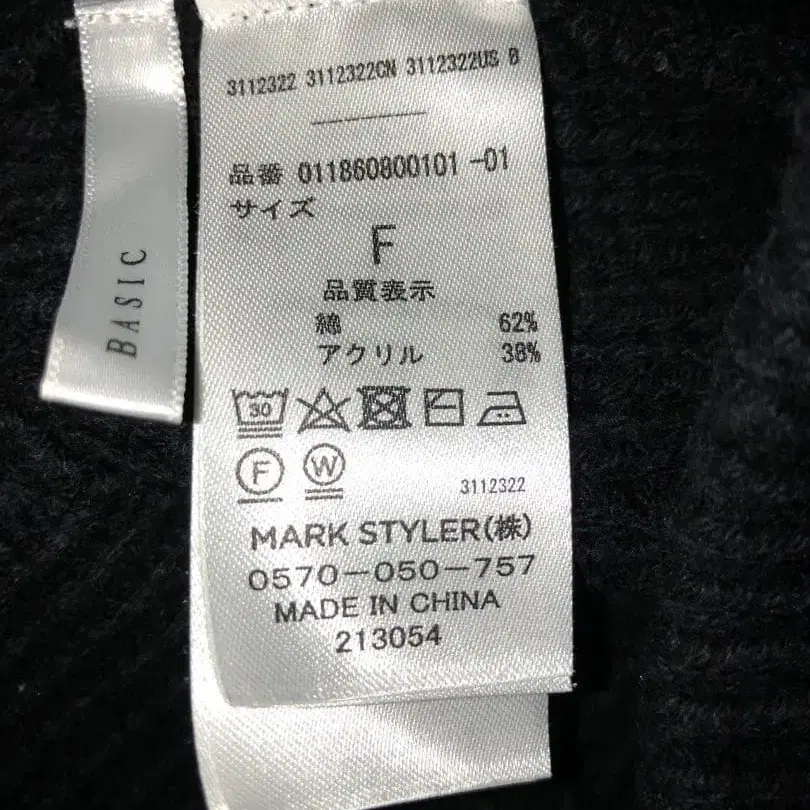 BASIC
3112322 3112322CN 3112322US B
品番 011860800101 -01
サイズ
F
品質表示
綿 62%
アクリル 38%
30
F W
3112322
MARK STYLER(株)
0570-050-757
MADE IN CHINA
213054